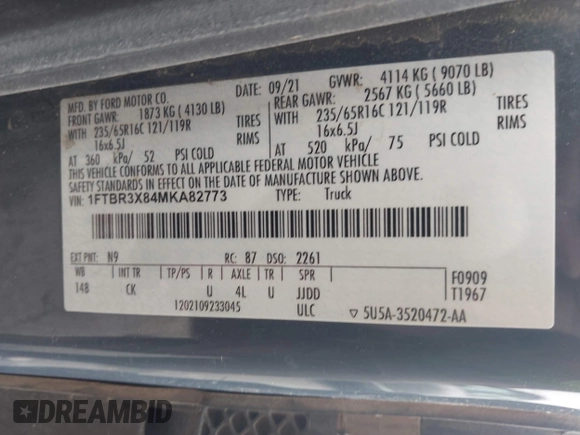 MFD. BY FORD MOTOR CO.
DATE: 09/21 GVWR: 4114 KG ( 9070 LB)
FRONT GAWR: 1873 KG ( 4130 LB)
REAR GAWR: 2567 KG ( 5660 LB)
WITH 235/65R16C 121/119R TIRES
WITH 235/65R16C 121/119R TIRES
16x6.5J RIMS
16x6.5J RIMS
AT 360 kPa/ 52 PSI COLD
AT 520 kPa/ 75 PSI COLD
THIS VEHICLE CONFORMS TO ALL APPLICABLE FEDERAL MOTOR VEHICLE
SAFETY STANDARDS IN EFFECT ON THE DATE OF MANUFACTURE SHOWN ABOVE.
VIN: 1FTBR3X84MKA82773 TYPE: Truck
EXT PNT: N9 RC: 87 DSO: 2261
WB INT TR TP/PS R AXLE TR SPR F0909
148 CK U 4L U JJDD T1967
1202109233045 ULC ▽ 5U5A-3520472-AA
DREAMBID